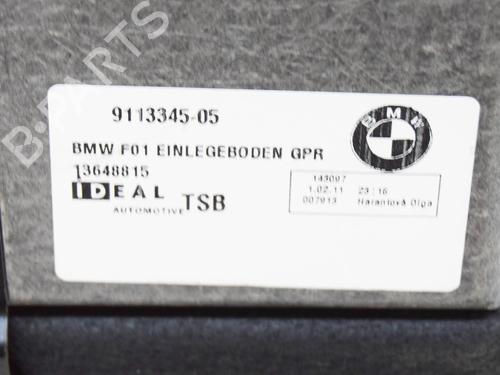 B-PARTS
9113345-05
BMW
BMW F01 EINLEGEBODEN GPR
13648815
IDEAL
AUTOMOTIVE TSB
143097
1.02.11 23:16
007913 Narantová Olga